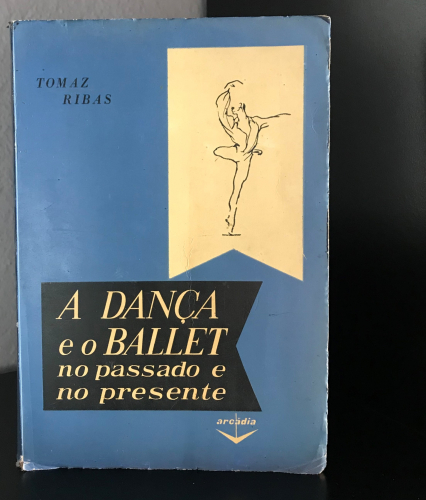 TOMAZ
RIBAS
A DANÇA
e o BALLET
no passado e
no presente
arcádia